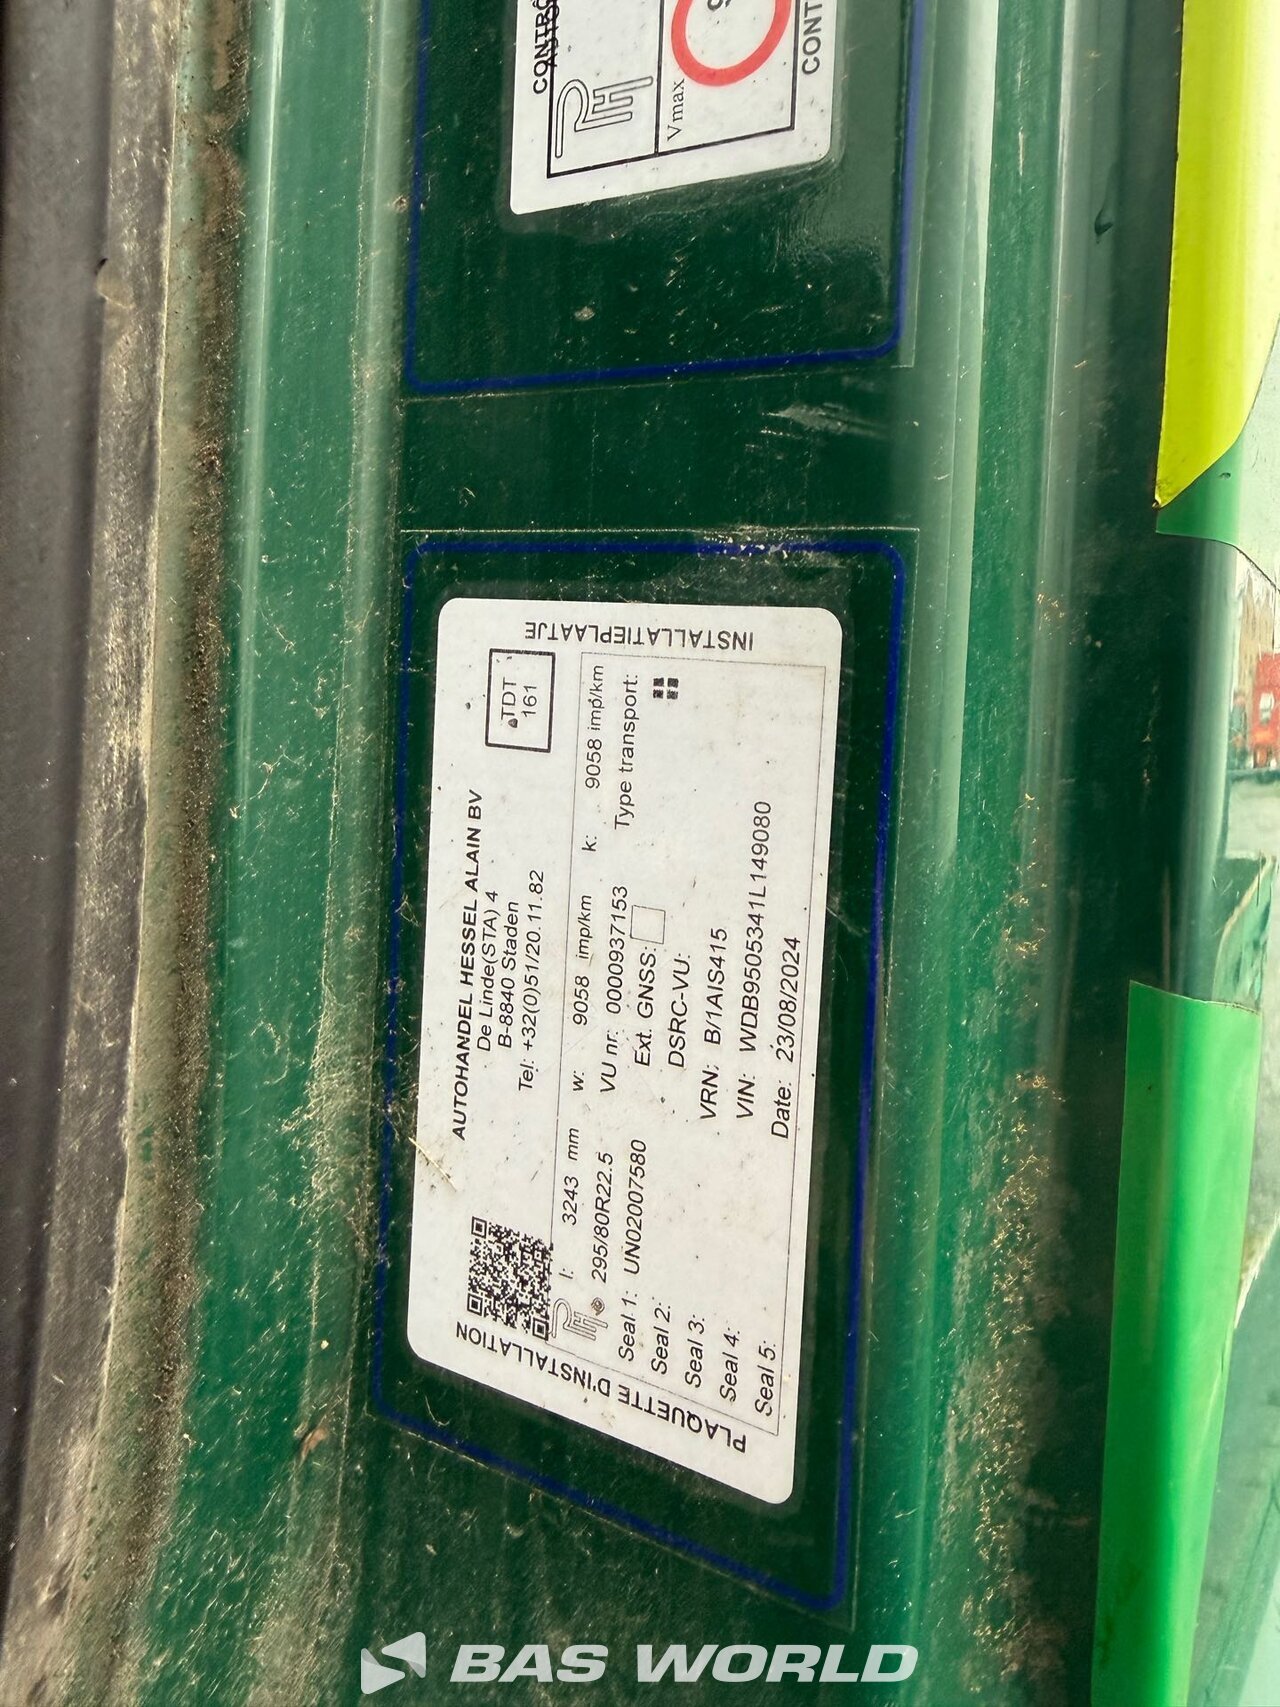 CONTRÔ
Vmax
CONT
INSTALLATIEPLAATJE
PLAQUETTE D'INSTALLATION
AUTOHANDEL HESSEL ALAIN BV
De Linde(STA) 4
B-8840 Staden
Tel: +32(0)51/20.11.82
TDT
161
l: 3243 mm w: 9058 imp/km k: 9058 imp/km
295/80R22.5 VU nr: 0000937153 Type transport:
Seal 1: UN02007580 Ext. GNSS:
Seal 2: DSRC-VU:
Seal 3: VRN: B/1AIS415
Seal 4: VIN: WDB9505341L149080
Seal 5: Date: 23/08/2024
BAS WORLD